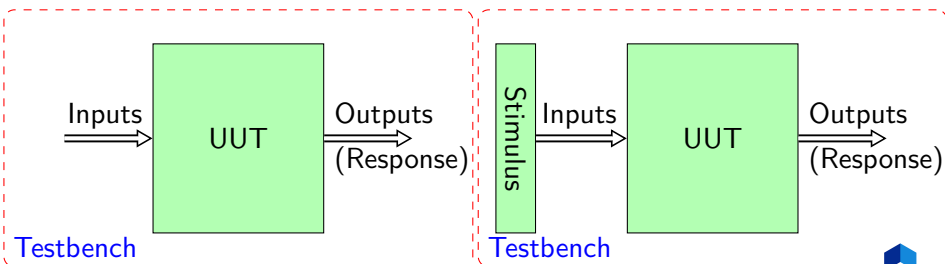 Inputs
UUT
Outputs
(Response)
Testbench
Stimulus
Inputs
UUT
Outputs
(Response)
Testbench